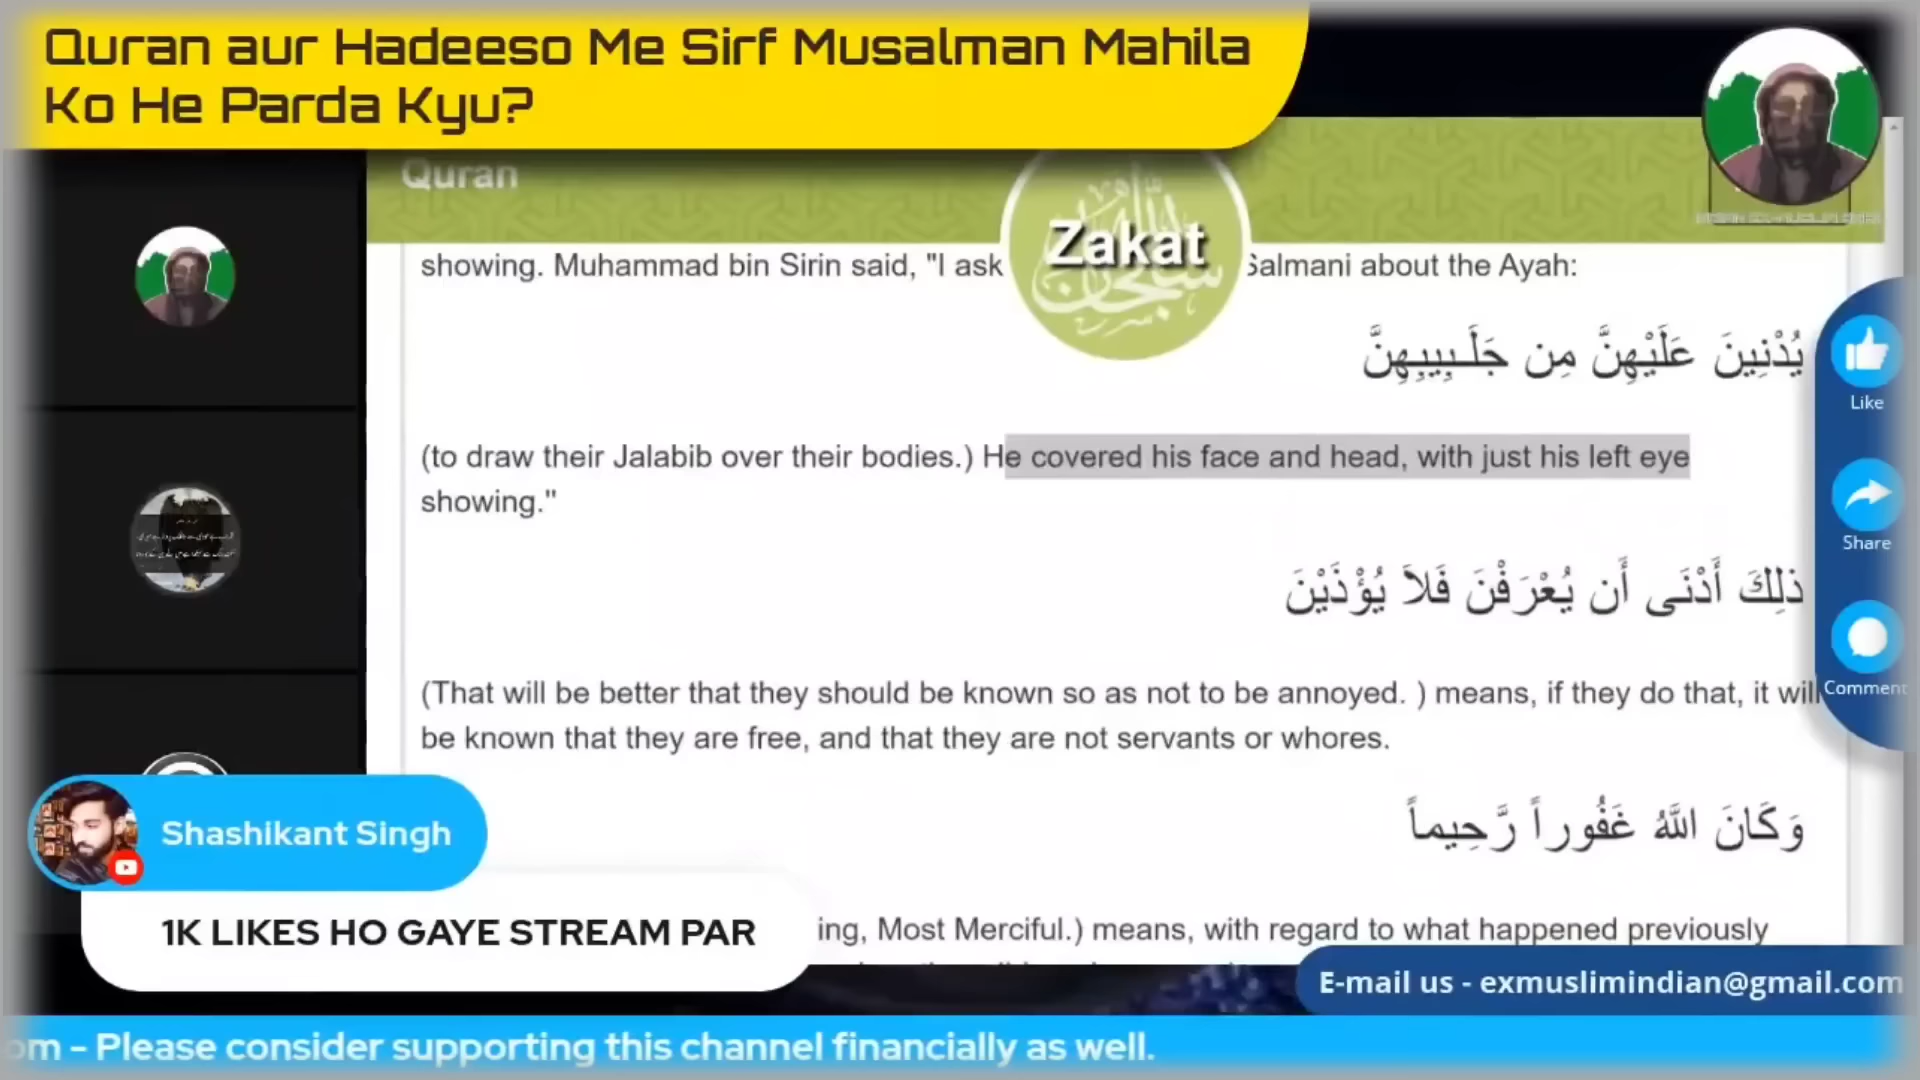 Quran aur Hadeeso Me Sirf Musalman Mahila
Ko He Parda Kyu?
Quran
Zakat
showing. Muhammad bin Sirin said, "I ask Salmani about the Ayah:
يُدْنِينَ عَلَيْهِنَّ مِن جَلَـبِيبِهِنَّ
(to draw their Jalabib over their bodies.) He covered his face and head, with just his left eye
showing."
ذلِكَ أَدْنَى أَن يُعْرَفْنَ فَلاَ يُؤْذَيْنَ
(That will be better that they should be known so as not to be annoyed. ) means, if they do that, it will
be known that they are free, and that they are not servants or whores.
وَكَانَ اللَّهُ غَفُوراً رَّحِيماً
ing, Most Merciful.) means, with regard to what happened previously
Like
Share
Comment
Shashikant Singh
1K LIKES HO GAYE STREAM PAR
E-mail us - exmuslimindian@gmail.com
om - Please consider supporting this channel financially as well.